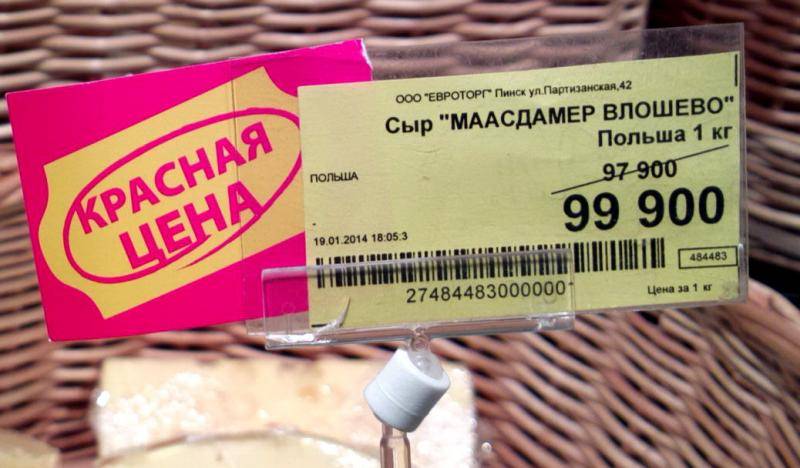 КРАСНАЯ
ЦЕНА
ООО "ЕВРОТОРГ" Пинск ул.Партизанская,42
Сыр "МААСДАМЕР ВЛОШЕВО"
Польша 1 кг
ПОЛЬША
97 900
99 900
19.01.2014 18:05:3
484483
27484483000000
Цена за 1 кг